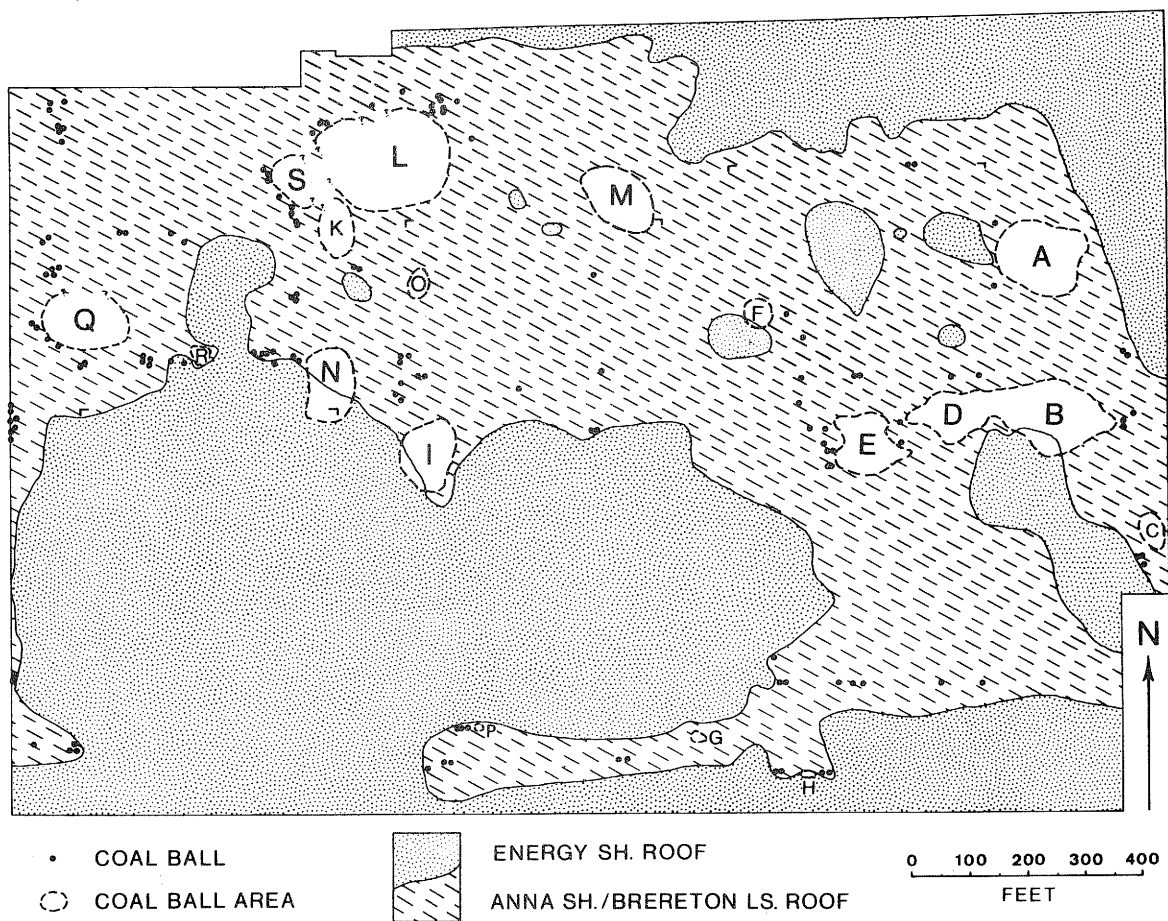 L
S
M
K
A
O
Q
F
R
N
D
B
E
I
C
N
P
G
H
COAL BALL
COAL BALL AREA
ENERGY SH. ROOF
ANNA SH./BRERETON LS. ROOF
0 100 200 300 400
FEET